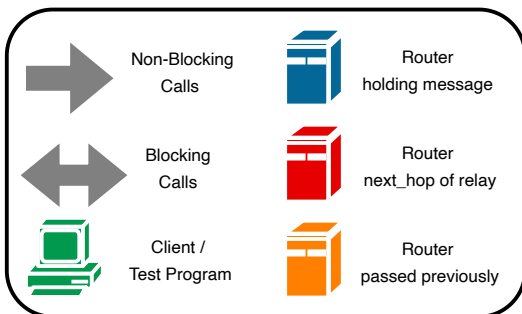 Non-Blocking
Calls
Router
holding message
Blocking
Calls
Router
next_hop of relay
Client /
Test Program
Router
passed previously